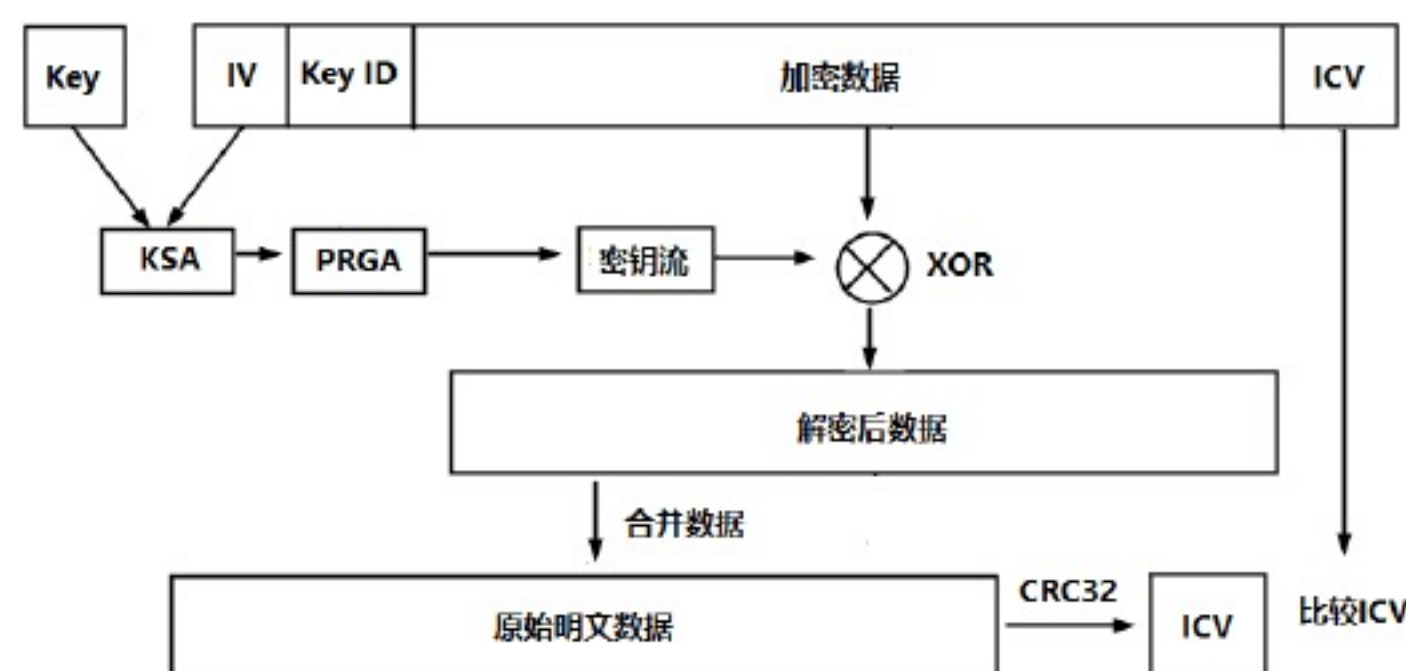 Key
IV
Key ID
加密数据
ICV
KSA
PRGA
密钥流
XOR
解密后数据
合并数据
原始明文数据
CRC32
ICV
比较ICV